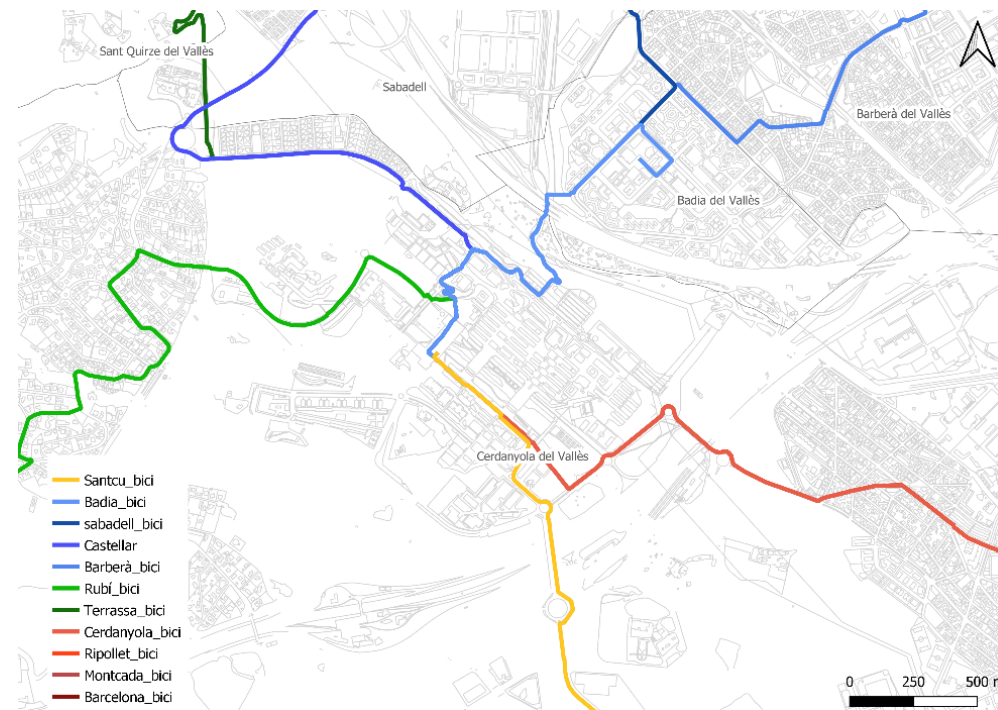 Sant Quirze del Vallès
Sabadell
Barberà del Vallès
Badia del Vallès
Cerdanyola del Vallès
Santcu_bici
Badia_bici
sabadell_bici
Castellar
Barberà_bici
Rubí_bici
Terrassa_bici
Cerdanyola_bici
Ripollet_bici
Montcada_bici
Barcelona_bici
0 250 500 m